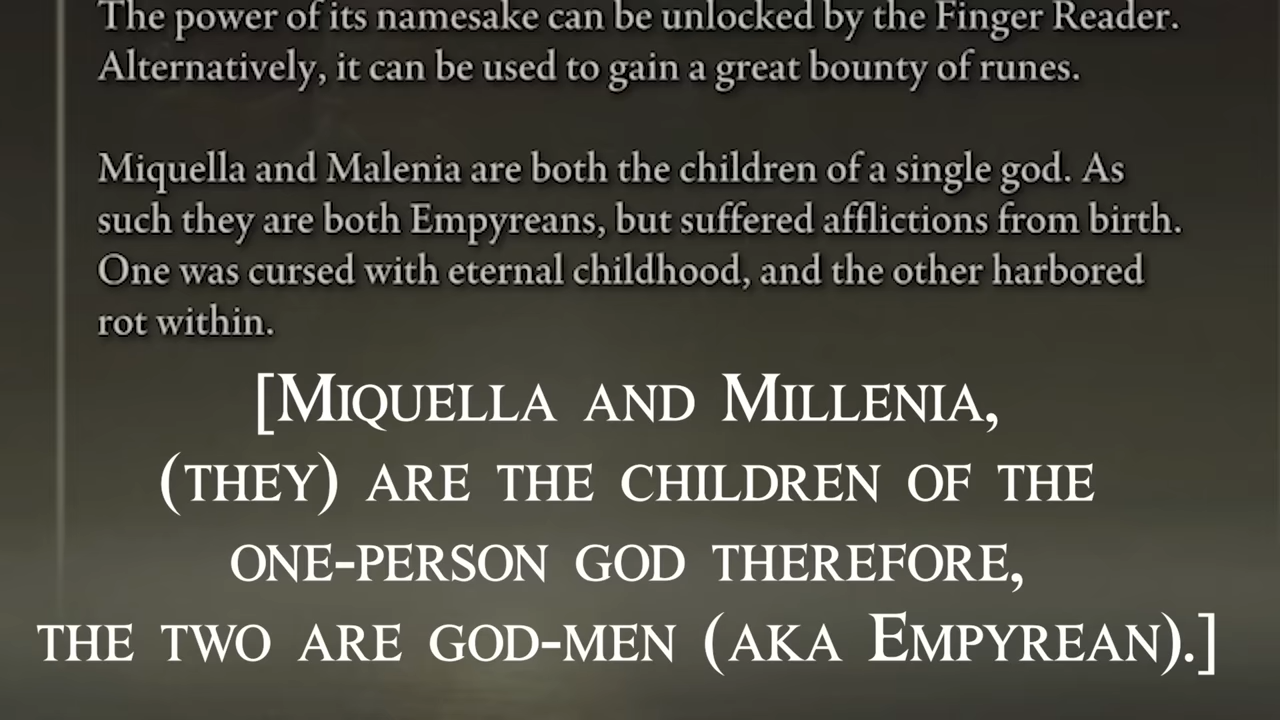 The power of its namesake can be unlocked by the Finger Reader.
Alternatively, it can be used to gain a great bounty of runes.
Miquella and Malenia are both the children of a single god. As
such they are both Empyreans, but suffered afflictions from birth.
One was cursed with eternal childhood, and the other harbored
rot within.
[Miquella and Millenia,
(they) are the children of the
one-person god therefore,
the two are god-men (aka Empyrean).]